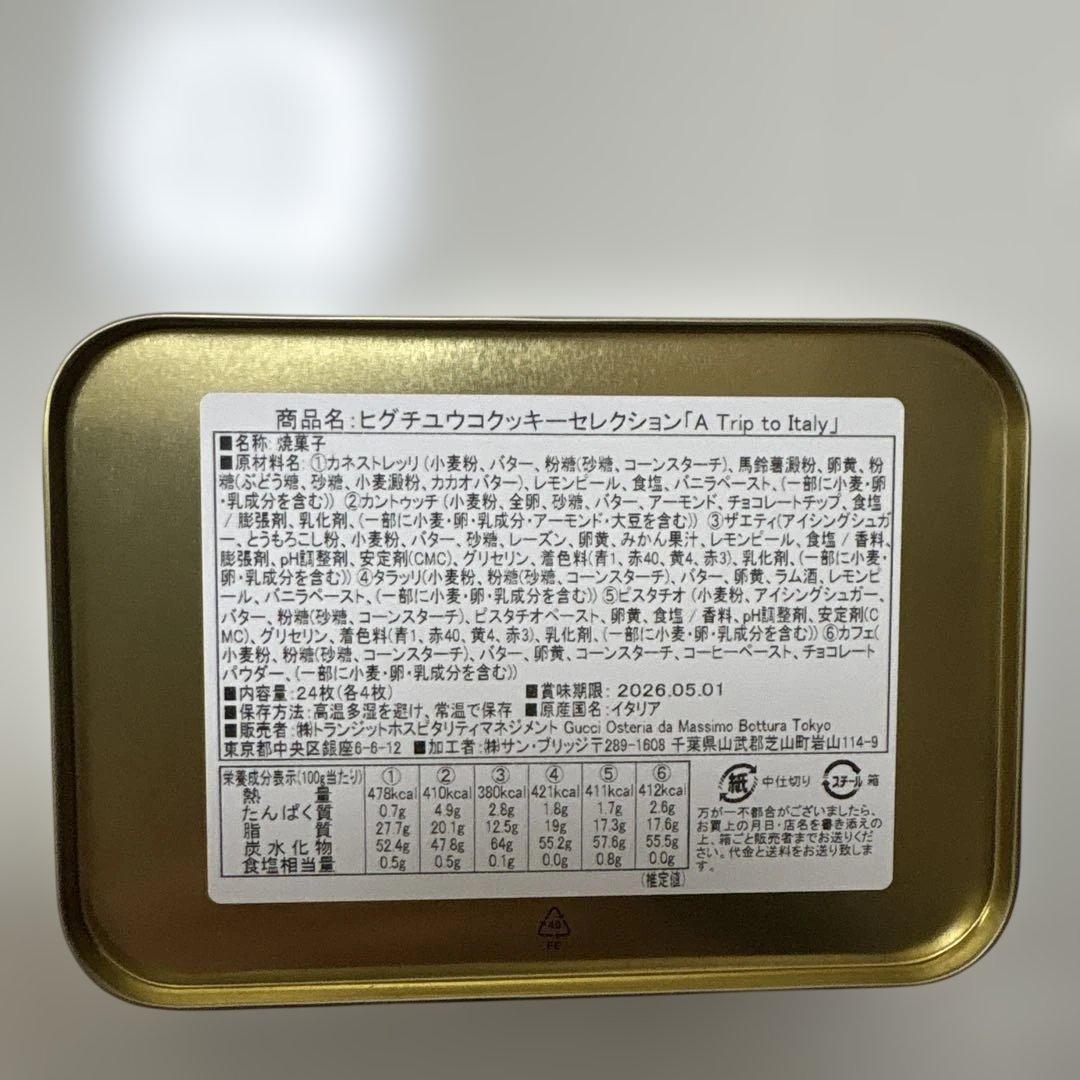 商品名:ヒグチユウコクッキーセレクション「A Trip to Italy」
■名称: 焼菓子
■原材料名: ①カネストレッリ (小麦粉、バター、粉糖(砂糖、コーンスターチ)、馬鈴薯澱粉、卵黄、粉
糖(ぶどう糖、砂糖、小麦澱粉、カカオバター)、レモンピール、食塩、バニラペースト、(一部に小麦・卵
・乳成分を含む)) ②カントゥッチ (小麦粉、全卵、砂糖、バター、アーモンド、チョコレートチップ、食塩
/ 膨張剤、乳化剤、(一部に小麦・卵・乳成分・アーモンド・大豆を含む)) ③ザエティ(アイシングシュガ
ー、とうもろこし粉、小麦粉、バター、砂糖、レーズン、卵黄、みかん果汁、レモンピール、食塩 / 香料、
膨張剤、pH調整剤、安定剤(CMC)、グリセリン、着色料(青1、赤40、黄4、赤3)、乳化剤、(一部に小麦・
卵・乳成分を含む)) ④タラッリ(小麦粉、粉糖(砂糖、コーンスターチ)、バター、卵黄、ラム酒、レモンピ
ール、バニラペースト、(一部に小麦・卵・乳成分を含む)) ⑤ピスタチオ (小麦粉、アイシングシュガー、
バター、粉糖(砂糖、コーンスターチ)、ピスタチオペースト、卵黄、食塩 / 香料、pH調整剤、安定剤(C
MC)、グリセリン、着色料(青1、赤40、黄4、赤3)、乳化剤、(一部に小麦・卵・乳成分を含む)) ⑥カフェ(
小麦粉、粉糖(砂糖、コーンスターチ)、バター、卵黄、コーンスターチ、コーヒーペースト、チョコレート
パウダー、(一部に小麦・卵・乳成分を含む))
■内容量:24枚(各4枚) ■賞味期限: 2026.05.01
■保存方法:高温多湿を避け、常温で保存 ■原産国名:イタリア
■販売者:㈱トランジットホスピタリティマネジメント Gucci Osteria da Massimo Bottura Tokyo
東京都中央区銀座6-6-12 ■加工者:㈱サン・ブリッジ〒289-1608 千葉県山武郡芝山町岩山114-9
栄養成分表示(100g当たり) ① ② ③ ④ ⑤ ⑥
熱量 478kcal 410kcal 380kcal 421kcal 411kcal 412kcal
たんぱく質 0.7g 4.9g 2.8g 1.8g 1.7g 2.6g
脂質 27.7g 20.1g 12.5g 19g 17.3g 17.6g
炭水化物 52.4g 47.8g 64g 55.2g 57.6g 55.5g
食塩相当量 0.5g 0.5g 0.1g 0.0g 0.8g 0.0g
(推定値)
紙 中仕切り スチール 箱
万が一不都合がございましたら、
お買上の月日・店名を書き添えの
上、箱ごと販売者までお送りくだ
さい。代金と送料をお送り致しま
す。
40
FE